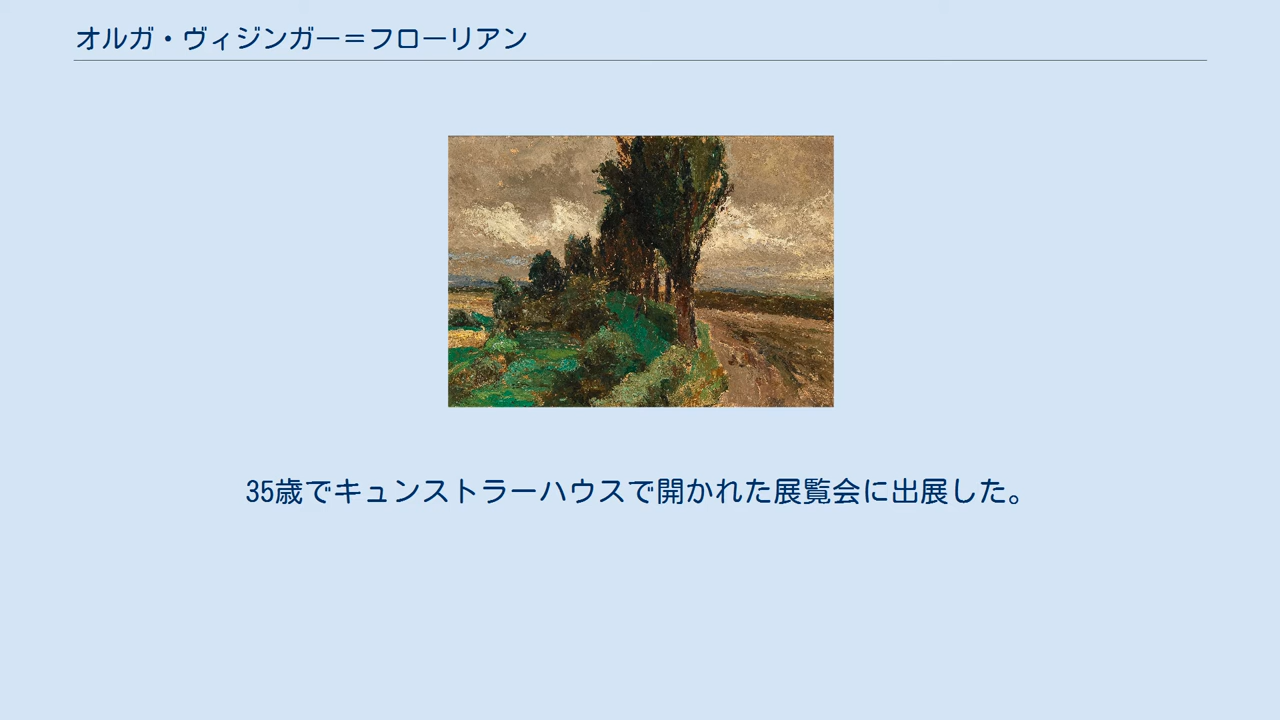 オルガ・ヴィジンガー＝フローリアン
35歳でキュンストラーハウスで開かれた展覧会に出展した。